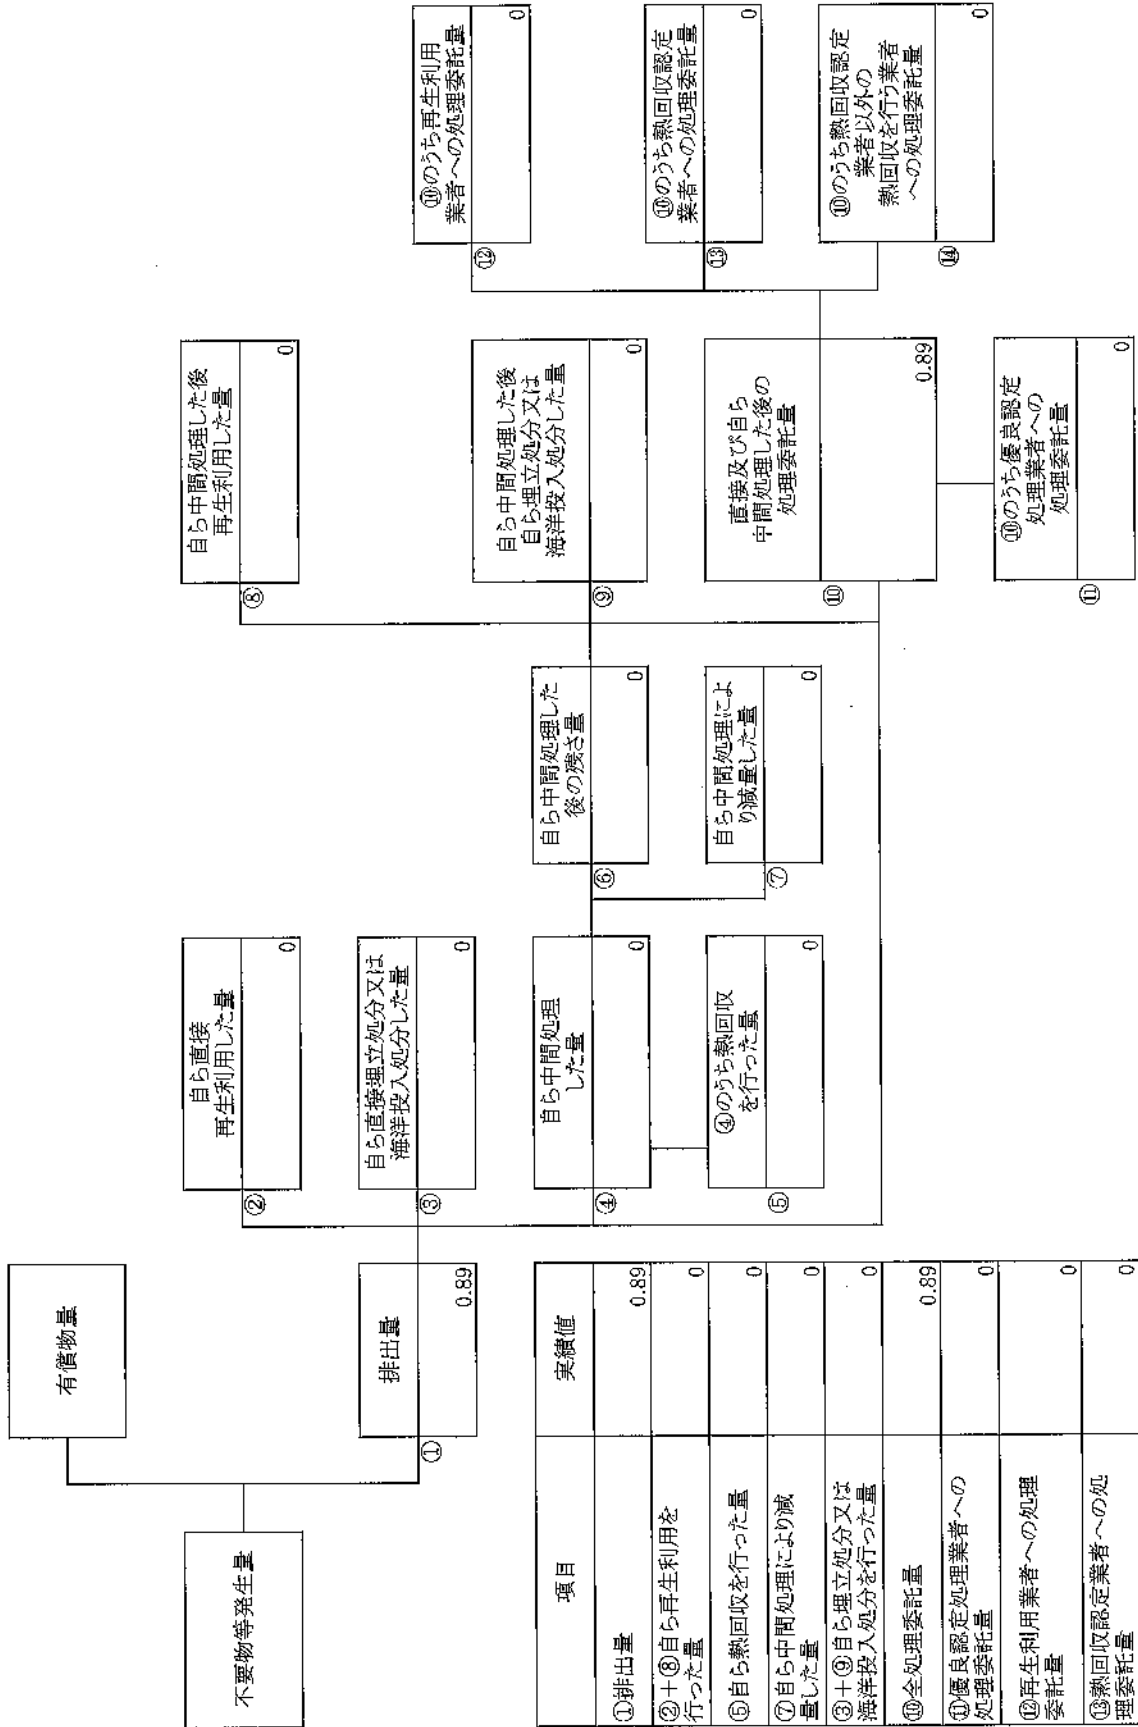 不要物等発生量
有償物量
①
排出量
0.89
②
自ら直接
再生利用した量
0
③
自ら直接埋立処分又は
海洋投入処分した量
0
④
自ら中間処理
した量
0
⑤
④のうち熱回収
を行った量
0
⑥
自ら中間処理した
後の残さ量
0
⑦
自ら中間処理によ
り減量した量
0
⑧
自ら中間処理した後
再生利用した量
0
⑨
自ら中間処理した後
自ら埋立処分又は
海洋投入処分した量
0
⑩
直接及び自ら
中間処理した後の
処理委託量
0.89
⑪
⑩のうち優良認定
処理業者への
処理委託量
0
⑫
⑩のうち再生利用
業者への処理委託量
0
⑬
⑩のうち熱回収認定
業者への処理委託量
0
⑭
⑩のうち熱回収認定
業者以外の
熱回収を行う業者
への処理委託量
0
項目 実績値
①排出量 0.89
②+⑧自ら再生利用を
行った量 0
⑤自ら熱回収を行った量 0
⑦自ら中間処理により減
量した量 0
③+⑨自ら埋立処分又は
海洋投入処分を行った量 0
⑩全処理委託量 0.89
⑪優良認定処理業者への
処理委託量 0
⑫再生利用業者への処理
委託量 0
⑬熱回収認定業者への処
理委託量 0